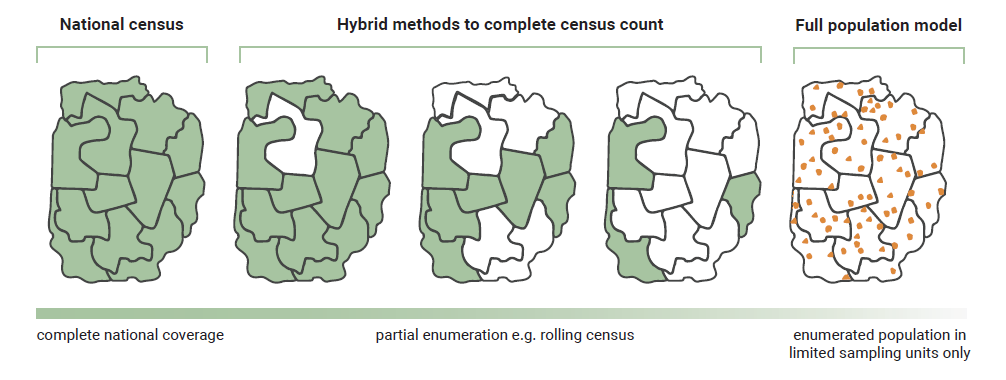 National census
Hybrid methods to complete census count
Full population model
complete national coverage
partial enumeration e.g. rolling census
enumerated population in
limited sampling units only